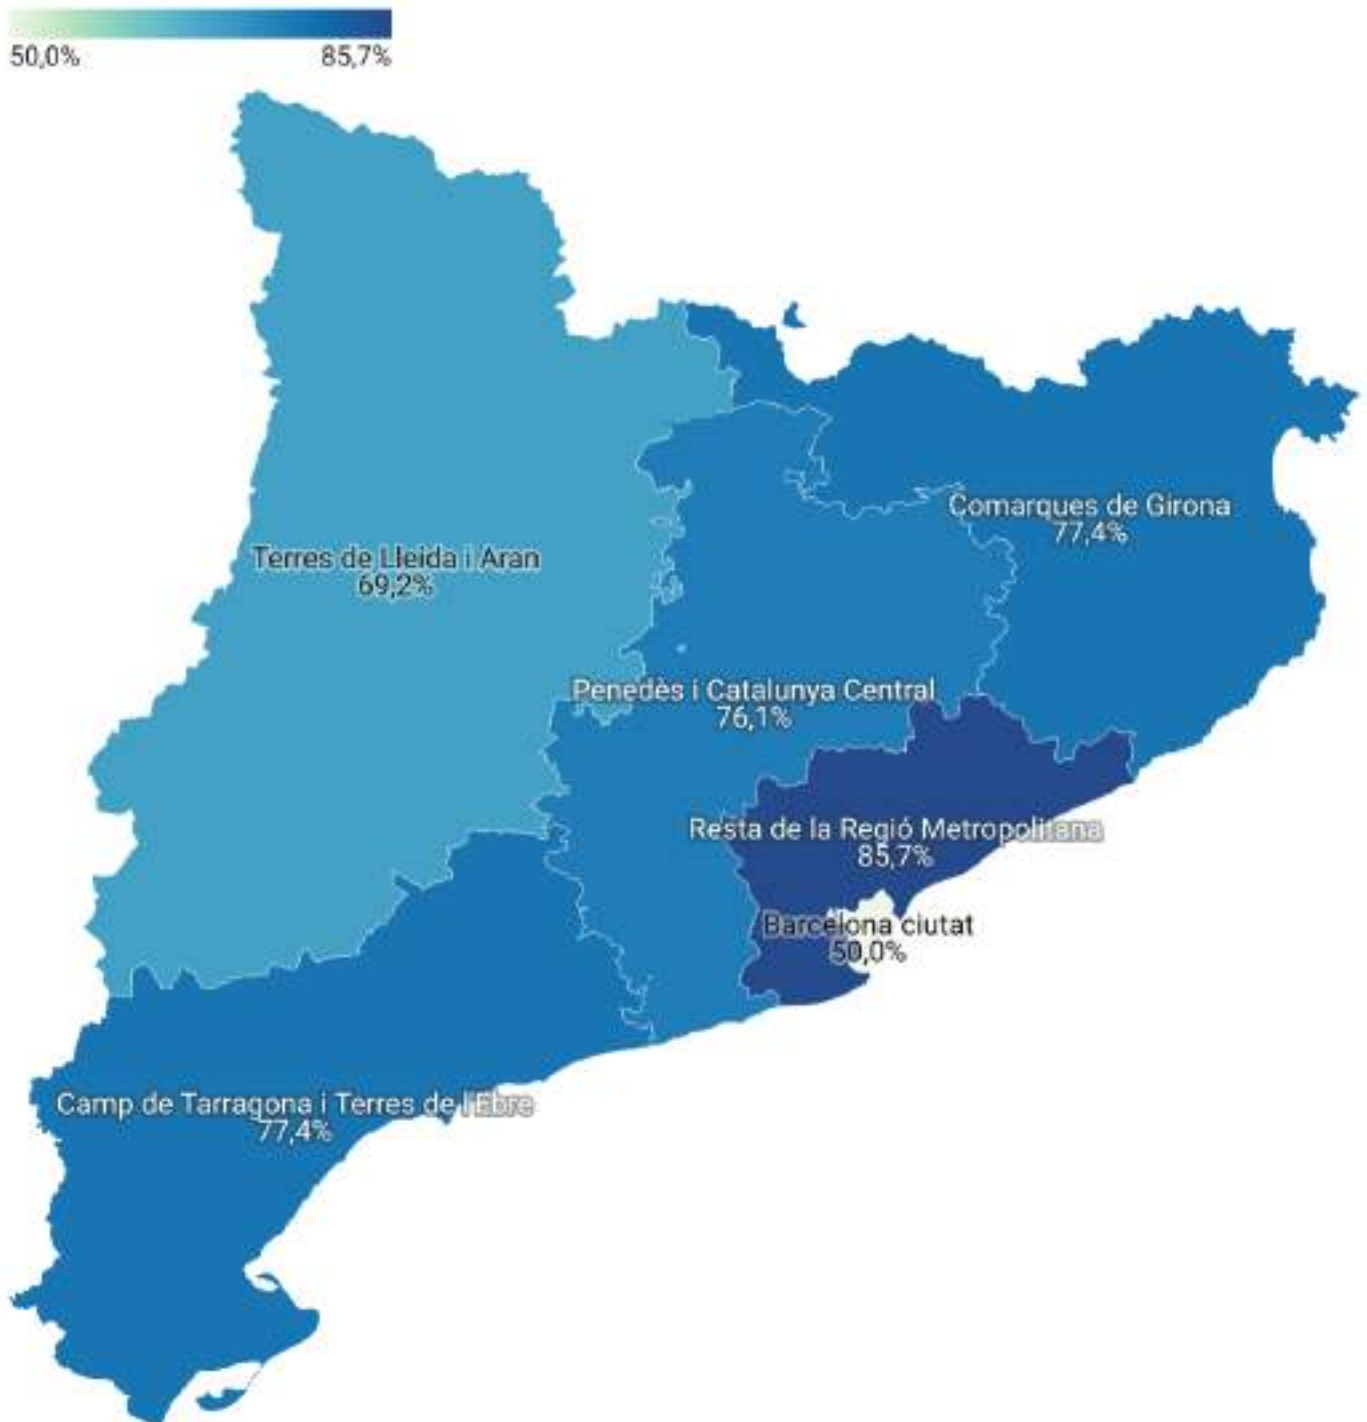 50,0% 85,7%
Comarques de Girona
77,4%
Terres de Lleida i Aran
69,2%
Penedès i Catalunya Central
76,1%
Resta de la Regió Metropolitana
85,7%
Barcelona ciutat
50,0%
Camp de Tarragona i Terres de l'Ebre
77,4%